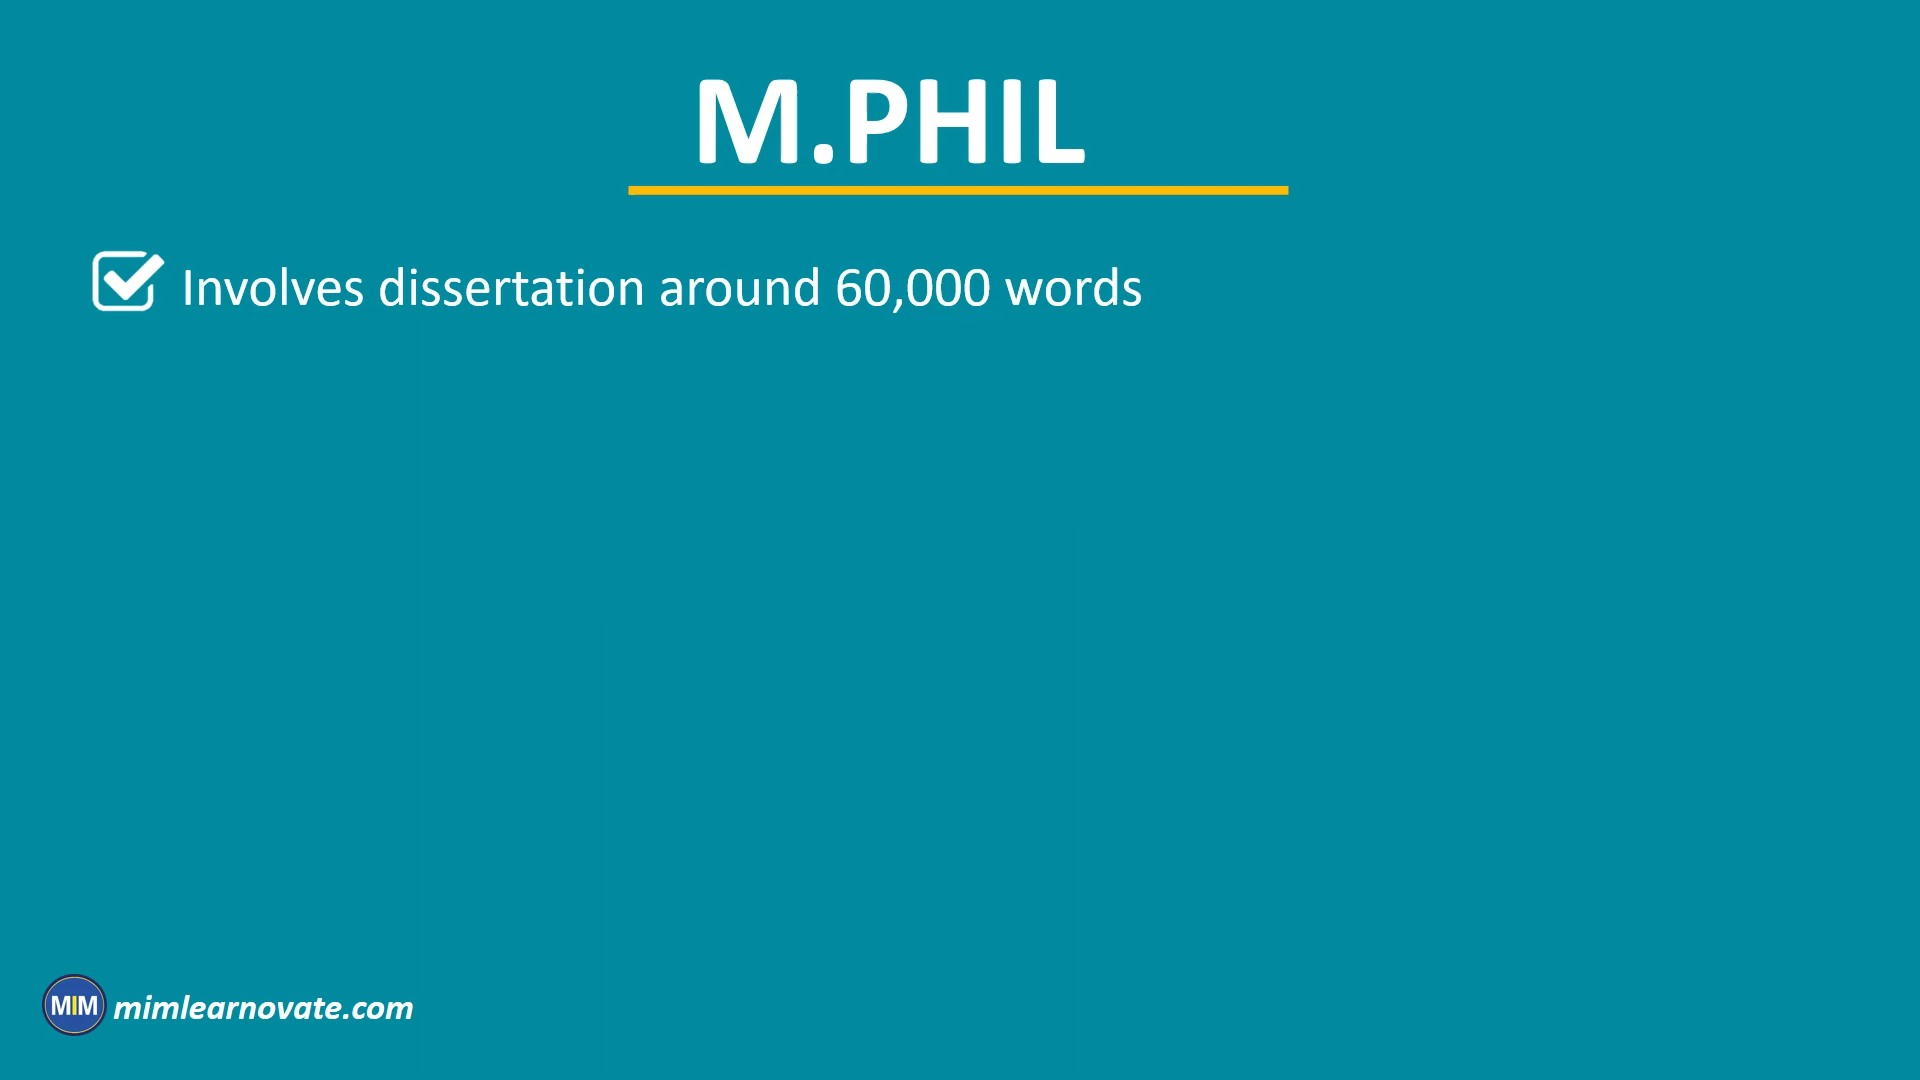 M.PHIL
Involves dissertation around 60,000 words
MIM mimlearnovate.com